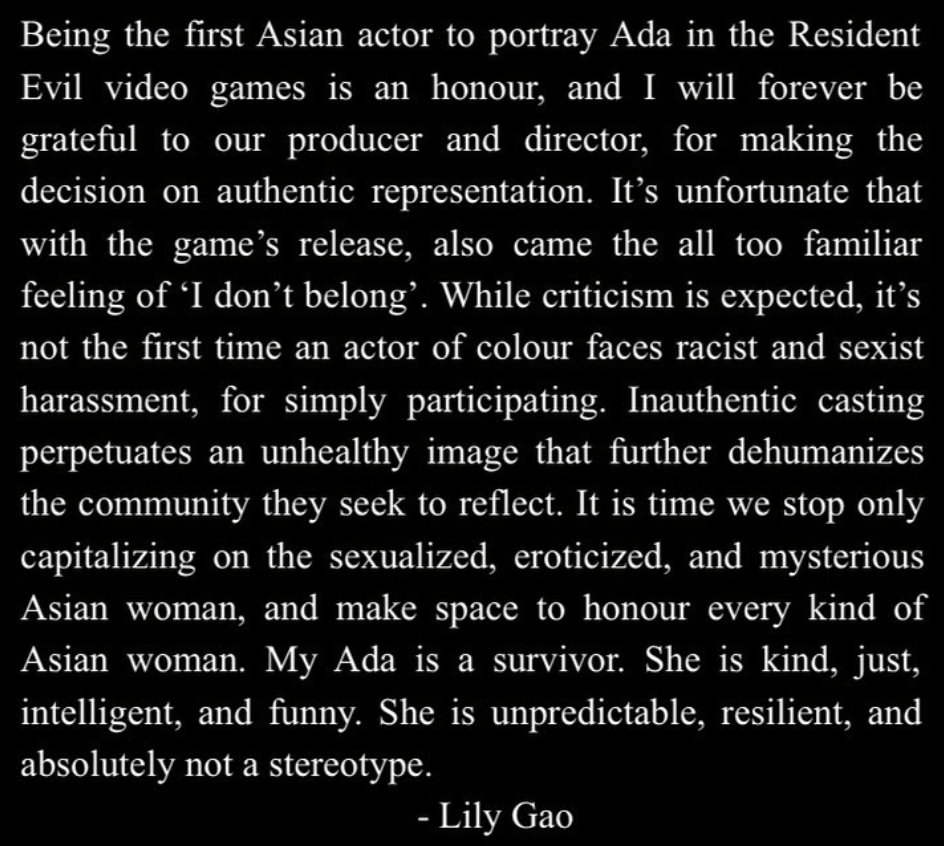 Being the first Asian actor to portray Ada in the Resident
Evil video games is an honour, and I will forever be
grateful to our producer and director, for making the
decision on authentic representation. It’s unfortunate that
with the game’s release, also came the all too familiar
feeling of ‘I don’t belong’. While criticism is expected, it’s
not the first time an actor of colour faces racist and sexist
harassment, for simply participating. Inauthentic casting
perpetuates an unhealthy image that further dehumanizes
the community they seek to reflect. It is time we stop only
capitalizing on the sexualized, eroticized, and mysterious
Asian woman, and make space to honour every kind of
Asian woman. My Ada is a survivor. She is kind, just,
intelligent, and funny. She is unpredictable, resilient, and
absolutely not a stereotype.
- Lily Gao